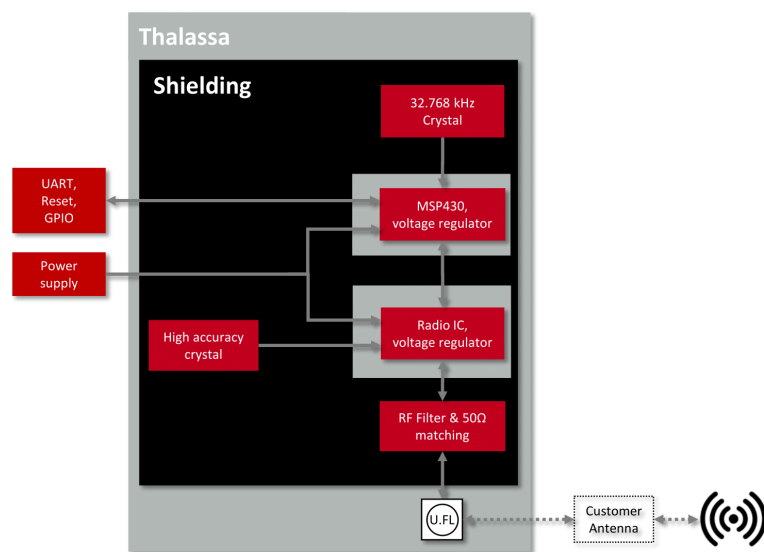 Thalassa
Shielding
32.768 kHz
Crystal
UART,
Reset,
GPIO
MSP430,
voltage regulator
Power
supply
High accuracy
crystal
Radio IC,
voltage regulator
RF Filter & 50Ω
matching
U.FL
Customer
Antenna